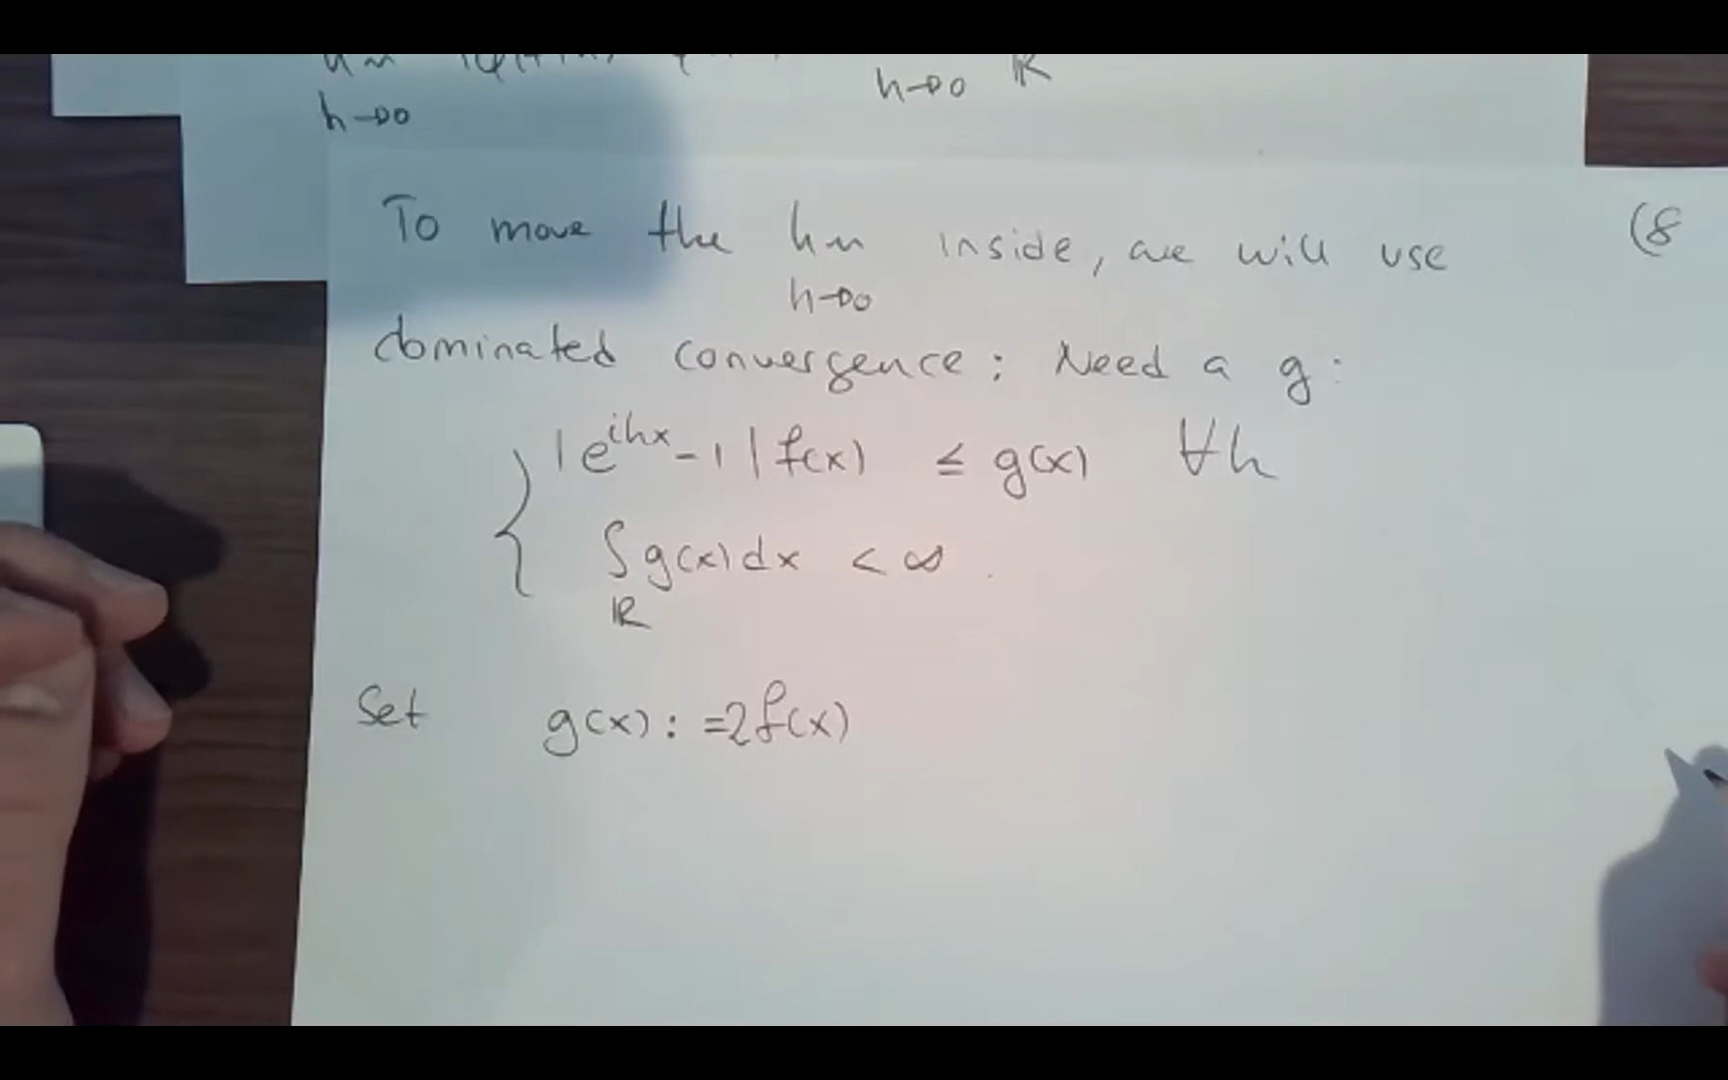 h→0 ℝ
h→0
To move the lim inside, we will use (8
h→0
dominated convergence: Need a g:
|e^{ihx} - 1| f(x) ≤ g(x) ∀h
∫ g(x) dx < ∞.
ℝ
Set g(x) := 2f(x)